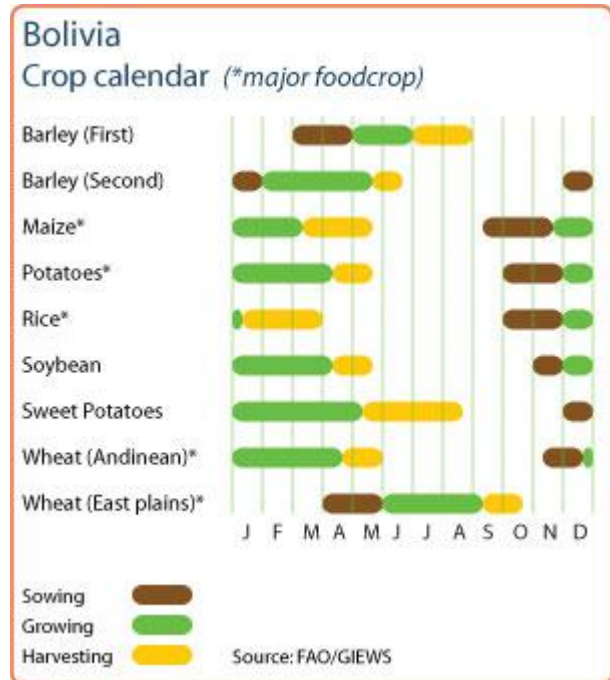 Bolivia
Crop calendar (*major foodcrop)
Barley (First)
Barley (Second)
Maize*
Potatoes*
Rice*
Soybean
Sweet Potatoes
Wheat (Andinean)*
Wheat (East plains)*
J F M A M J J A S O N D
Sowing
Growing
Harvesting
Source: FAO/GIEWS